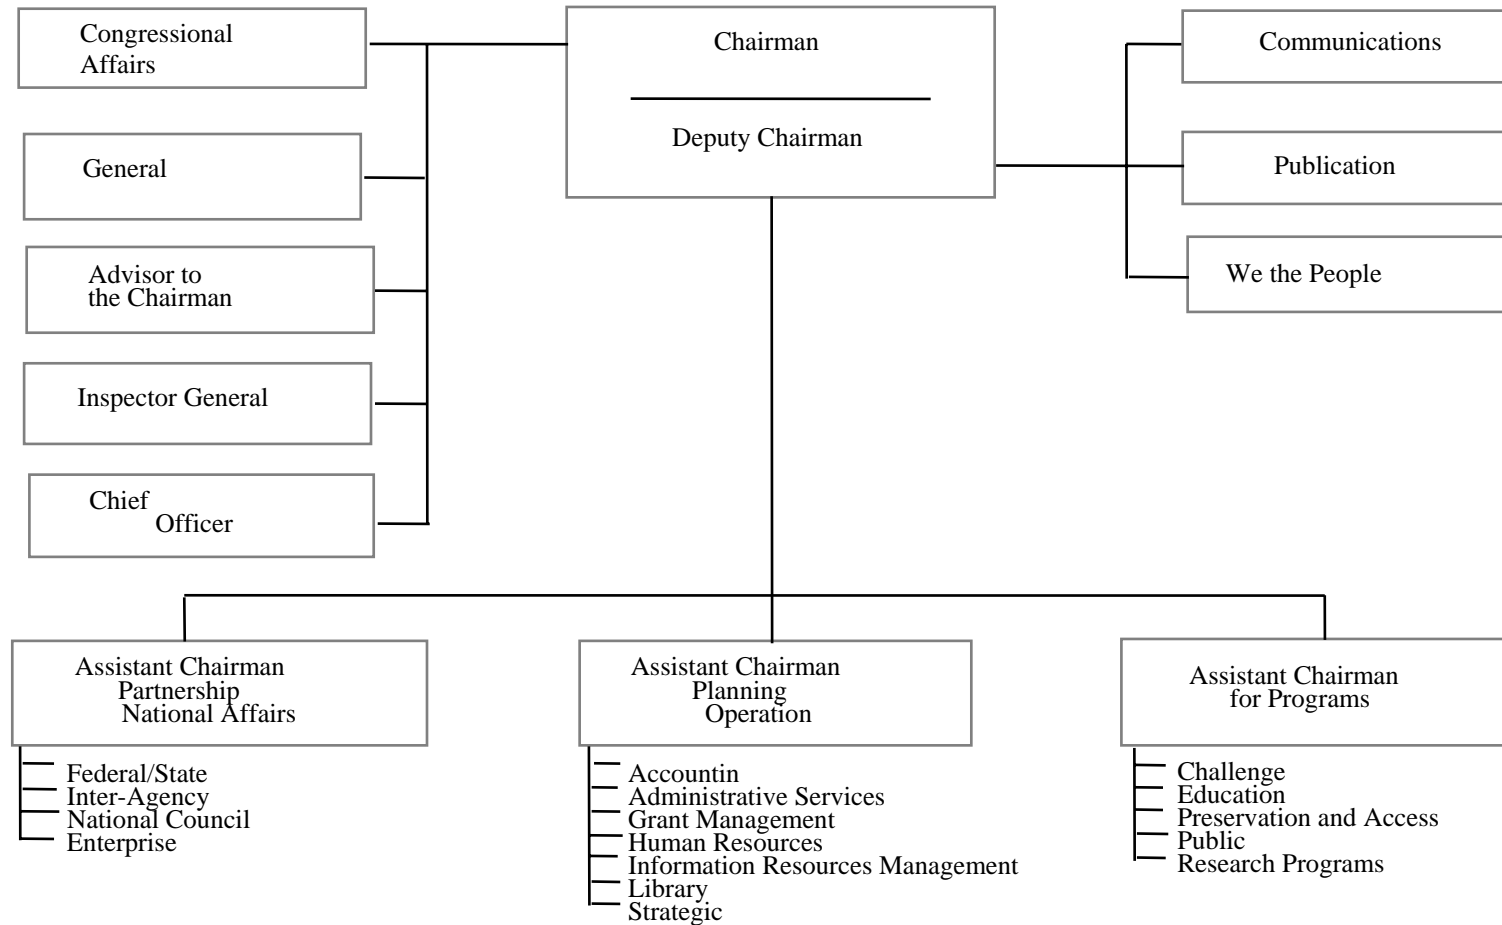 Congressional
Affairs
General
Advisor to
the Chairman
Inspector General
Chief
Officer
Chairman
Deputy Chairman
Communications
Publication
We the People
Assistant Chairman
Partnership
National Affairs
Federal/State
Inter-Agency
National Council
Enterprise
Assistant Chairman
Planning
Operation
Accountin
Administrative Services
Grant Management
Human Resources
Information Resources Management
Library
Strategic
Assistant Chairman
for Programs
Challenge
Education
Preservation and Access
Public
Research Programs